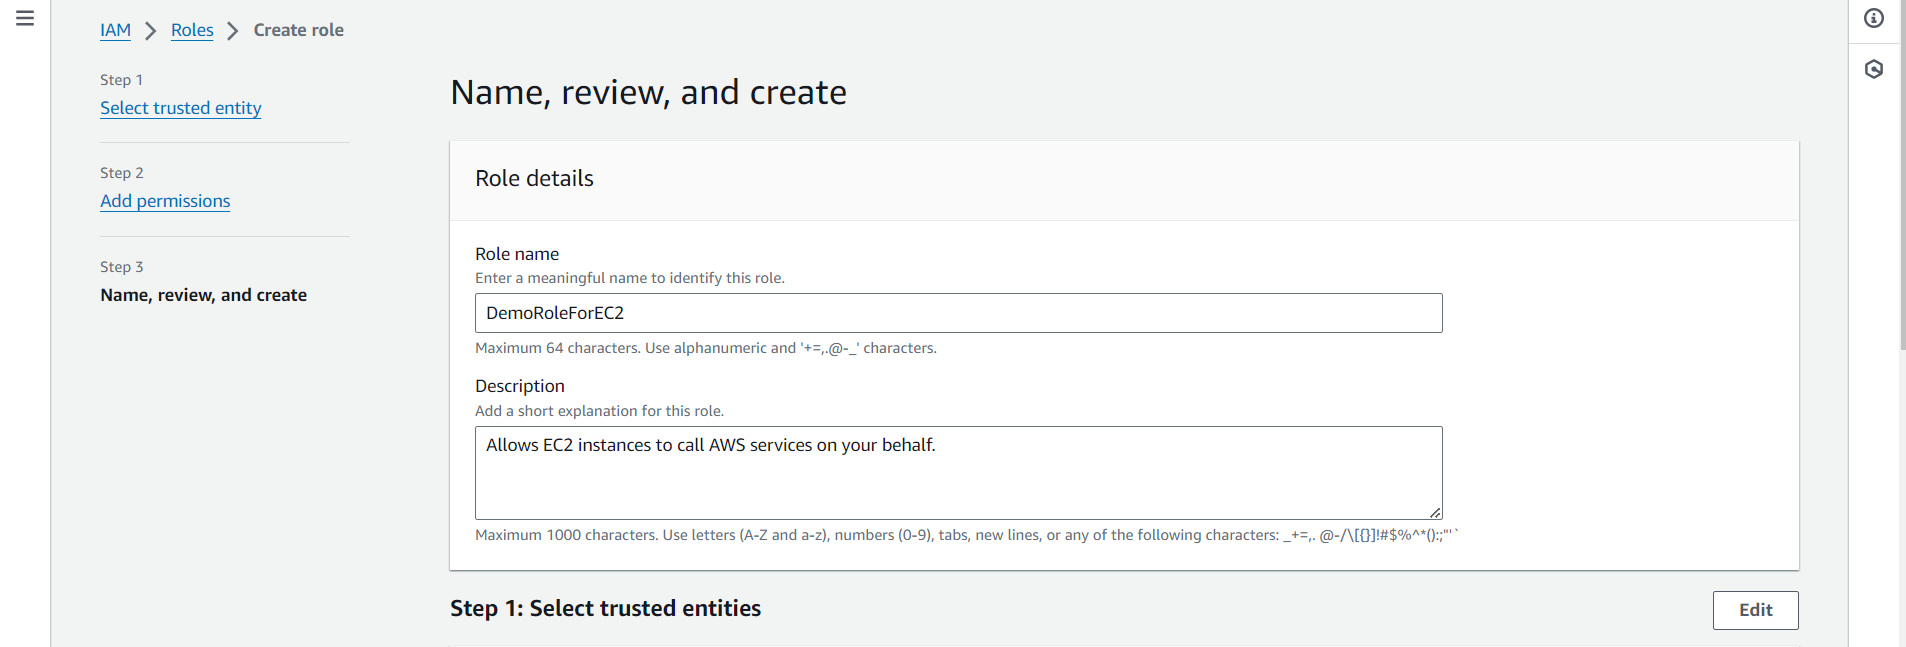 IAM > Roles > Create role
Step 1
Select trusted entity
Step 2
Add permissions
Step 3
Name, review, and create
Name, review, and create
Role details
Role name
Enter a meaningful name to identify this role.
DemoRoleForEC2
Maximum 64 characters. Use alphanumeric and '+=,.@-_' characters.
Description
Add a short explanation for this role.
Allows EC2 instances to call AWS services on your behalf.
Maximum 1000 characters. Use letters (A-Z and a-z), numbers (0-9), tabs, new lines, or any of the following characters: _+=,. @-/\[{}]!#$%^*();:"'`
Step 1: Select trusted entities
Edit